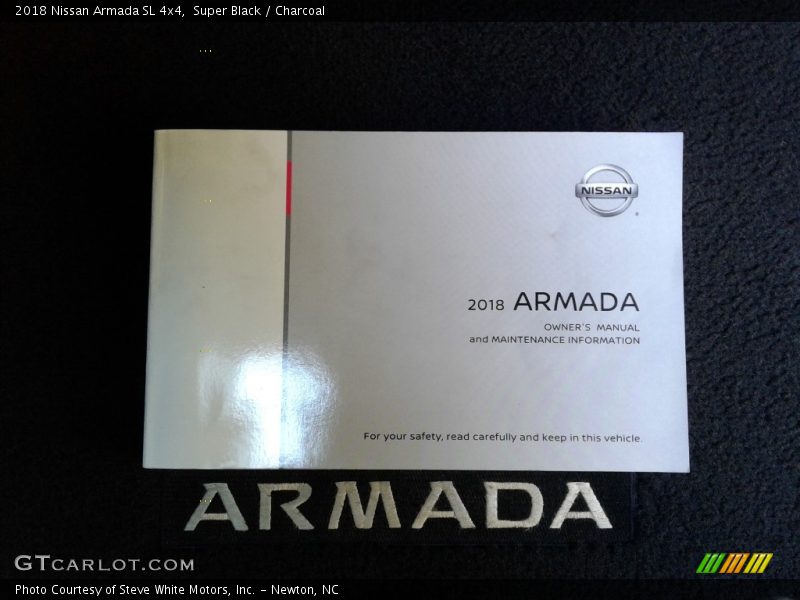 2018 Nissan Armada SL 4x4,  Super Black / Charcoal
NISSAN
2018 ARMADA
OWNER'S MANUAL
and MAINTENANCE INFORMATION
For your safety, read carefully and keep in this vehicle.
ARMADA
GTCARLOT.COM
Photo Courtesy of Steve White Motors, Inc. – Newton, NC